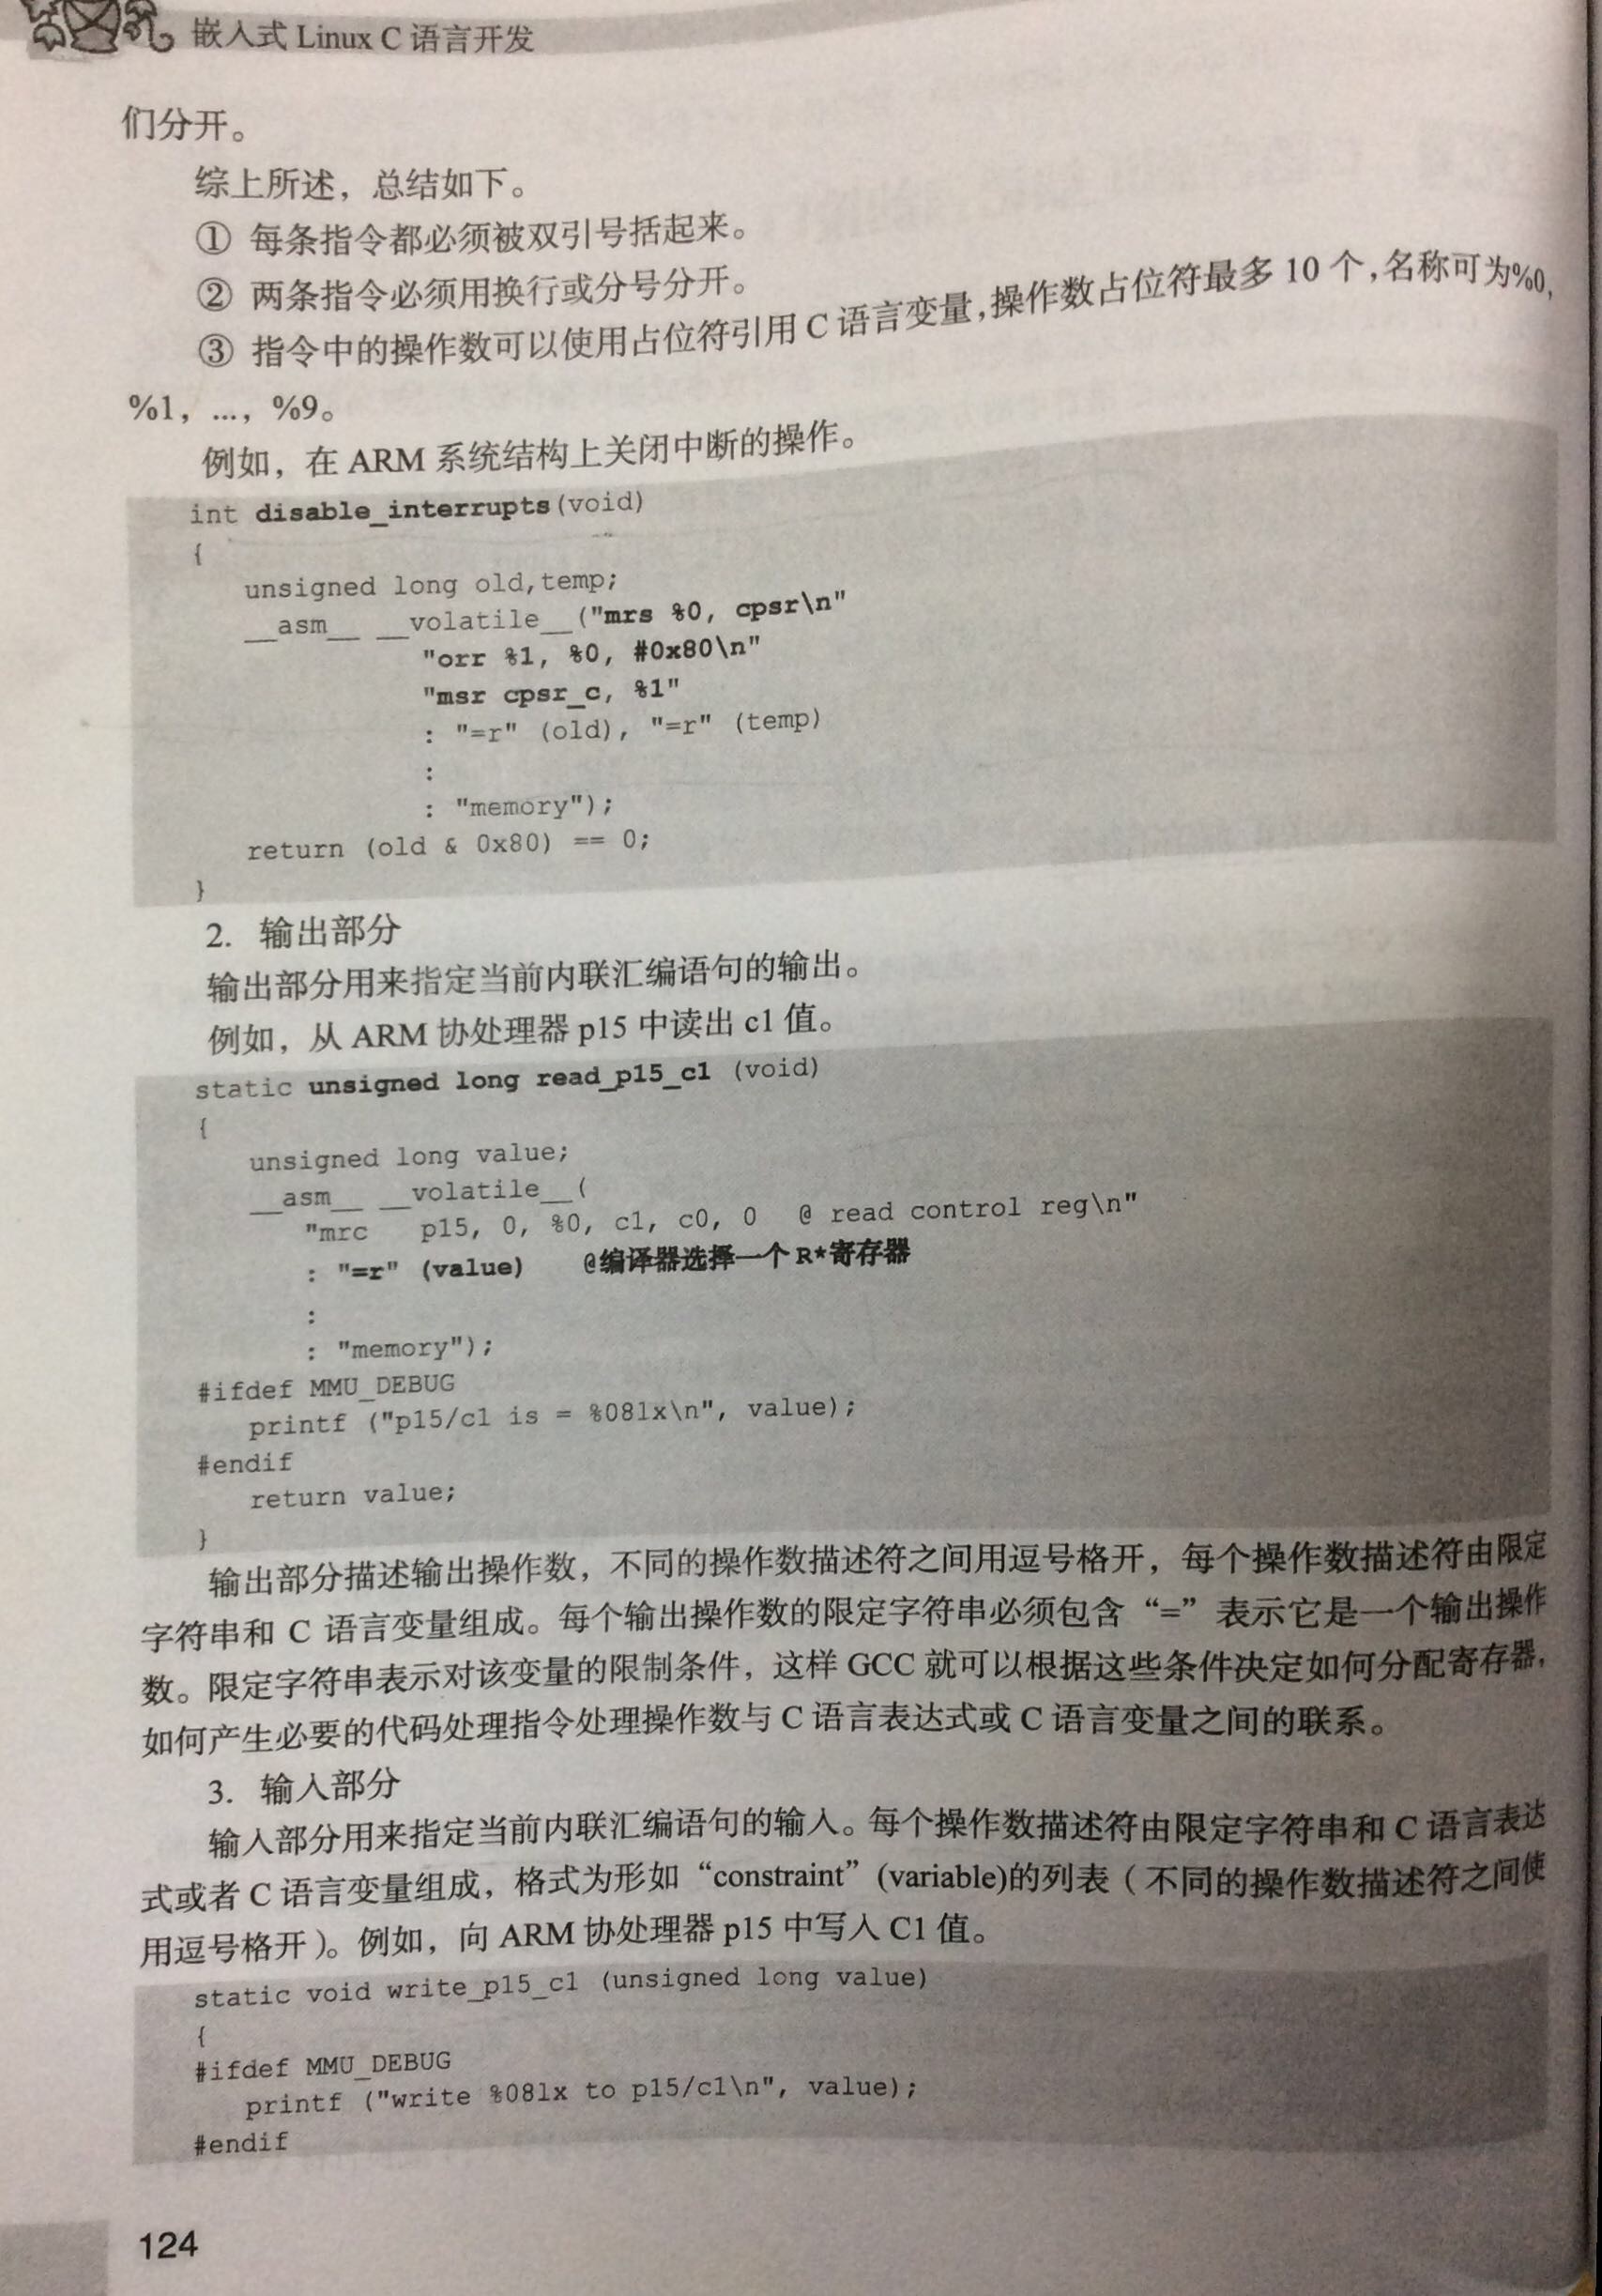 嵌入式 Linux C 语言开发
们分开。
综上所述，总结如下。
① 每条指令都必须被双引号括起来。
② 两条指令必须用换行或分号分开。
③ 指令中的操作数可以使用占位符引用 C 语言变量，操作数占位符最多 10 个，名称可为%0，
%1，...，%9。
例如，在 ARM 系统结构上关闭中断的操作。
int disable_interrupts(void)
{
unsigned long old,temp;
__asm__ __volatile__("mrs %0, cpsr\n"
"orr %1, %0, #0x80\n"
"msr cpsr_c, %1"
: "=r" (old), "=r" (temp)
:
: "memory");
return (old & 0x80) == 0;
}
2. 输出部分
输出部分用来指定当前内联汇编语句的输出。
例如，从 ARM 协处理器 p15 中读出 c1 值。
static unsigned long read_p15_c1 (void)
{
unsigned long value;
__asm__ __volatile__(
"mrc p15, 0, %0, c1, c0, 0 @ read control reg\n"
: "=r" (value) @编译器选择一个 R*寄存器
:
: "memory");
#ifdef MMU_DEBUG
printf ("p15/c1 is = %08lx\n", value);
#endif
return value;
}
输出部分描述输出操作数，不同的操作数描述符之间用逗号格开，每个操作数描述符由限定
字符串和 C 语言变量组成。每个输出操作数的限定字符串必须包含“=”表示它是一个输出操作
数。限定字符串表示对该变量的限制条件，这样 GCC 就可以根据这些条件决定如何分配寄存器，
如何产生必要的代码处理指令处理操作数与 C 语言表达式或 C 语言变量之间的联系。
3. 输入部分
输入部分用来指定当前内联汇编语句的输入。每个操作数描述符由限定字符串和 C 语言表达
式或者 C 语言变量组成，格式为形如“constraint”(variable)的列表（不同的操作数描述符之间使
用逗号格开）。例如，向 ARM 协处理器 p15 中写入 C1 值。
static void write_p15_c1 (unsigned long value)
{
#ifdef MMU_DEBUG
printf ("write %08lx to p15/c1\n", value);
#endif
124